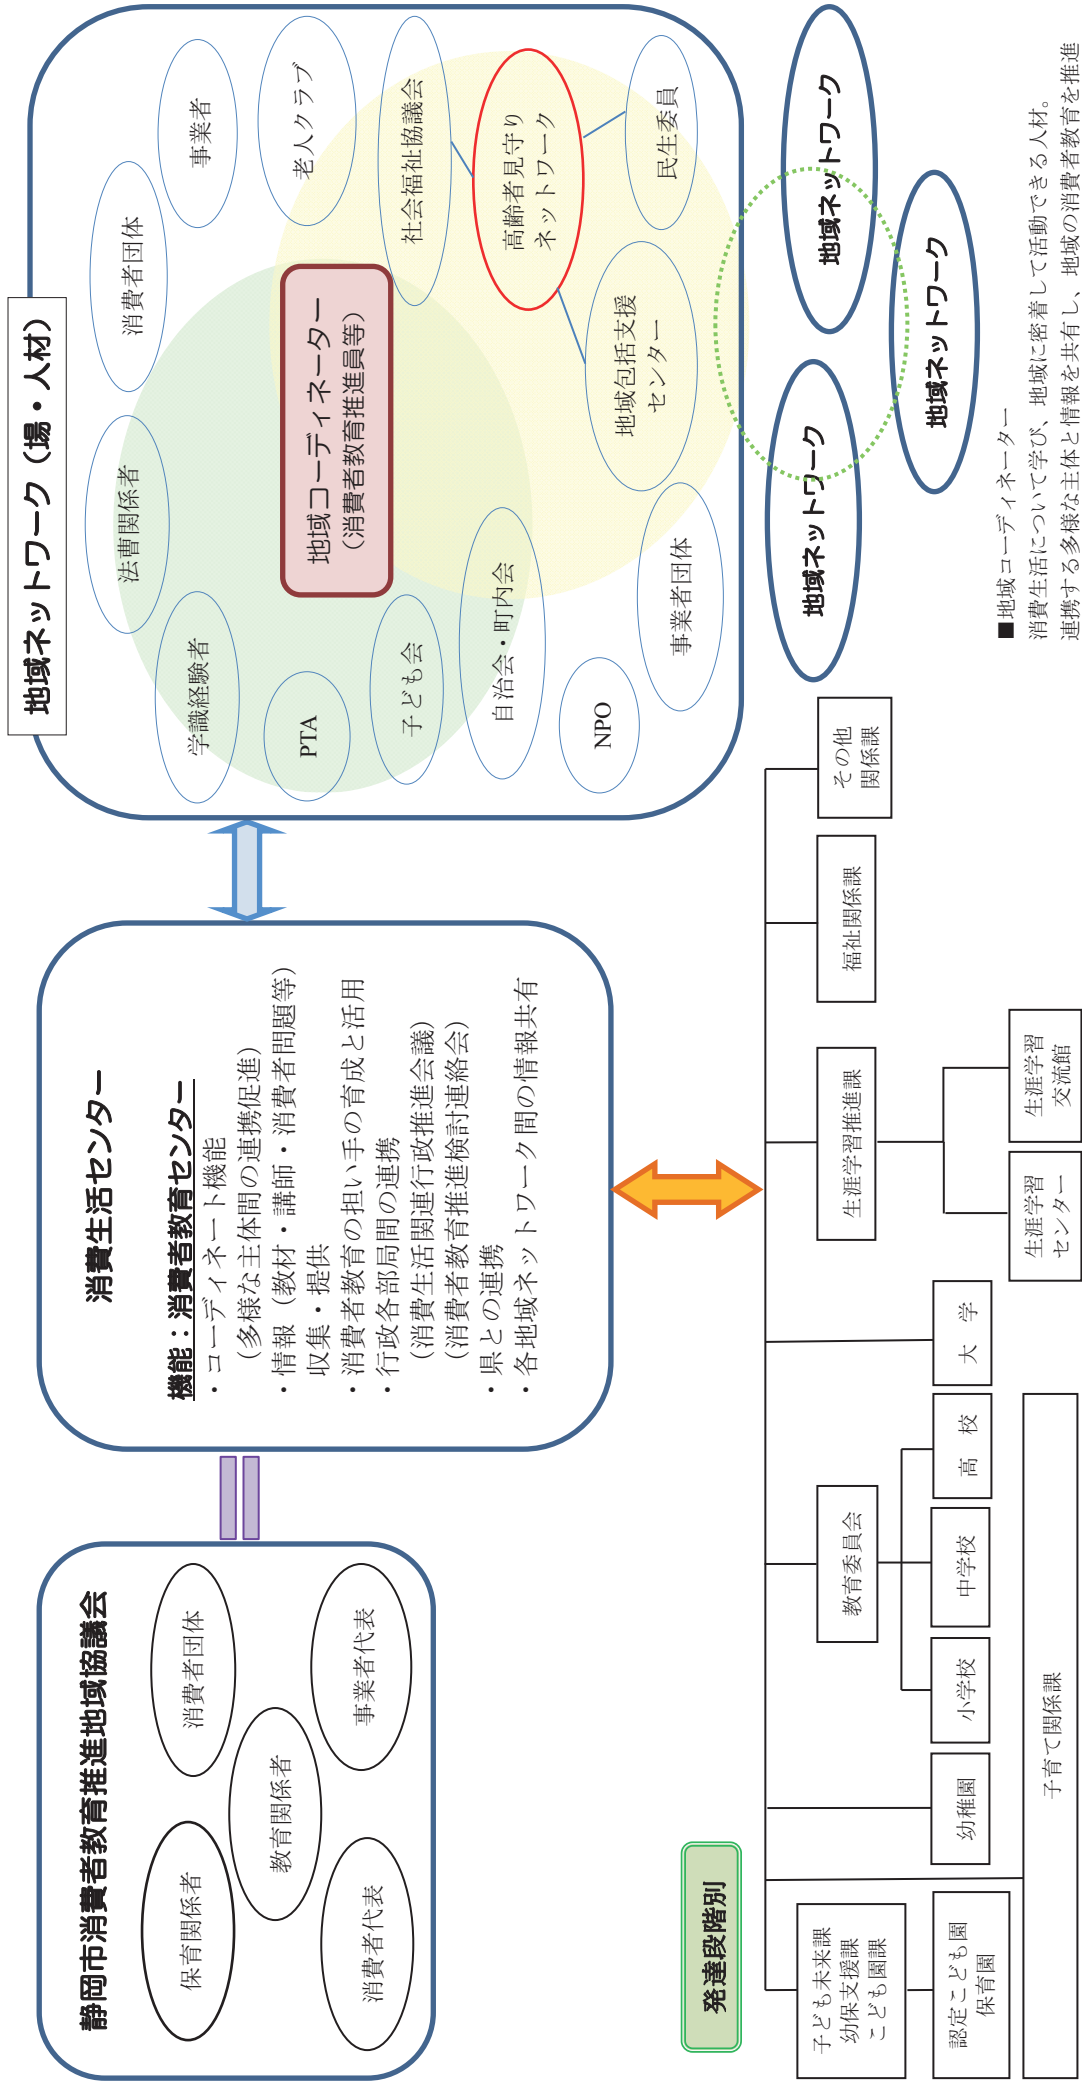 静岡市消費者教育推進地域協議会
保育関係者
消費者団体
教育関係者
消費者代表
事業者代表
消費生活センター
機能：消費者教育センター
・コーディネート機能
（多様な主体間の連携促進）
・情報（教材・講師・消費者問題等）
収集・提供
・消費者教育の担い手の育成と活用
・行政各部局間の連携
（消費生活関連行政推進会議）
（消費者教育推進検討連絡会）
・県との連携
・各地域ネットワーク間の情報共有
地域ネットワーク（場・人材）
法曹関係者
消費者団体
学識経験者
事業者
PTA
老人クラブ
地域コーディネーター
（消費者教育推進員等）
子ども会
社会福祉協議会
自治会・町内会
高齢者見守り
ネットワーク
NPO
地域包括支援
センター
事業者団体
民生委員
地域ネットワーク
地域ネットワーク
地域ネットワーク
発達段階別
子ども未来課
幼保支援課
こども園課
認定こども園
保育園
幼稚園
教育委員会
小学校
中学校
高　校
大　学
生涯学習推進課
生涯学習
センター
生涯学習
交流館
福祉関係課
その他
関係課
子育て関係課
■地域コーディネーター
消費生活について学び、地域に密着して活動できる人材。
連携する多様な主体と情報を共有し、地域の消費者教育を推進